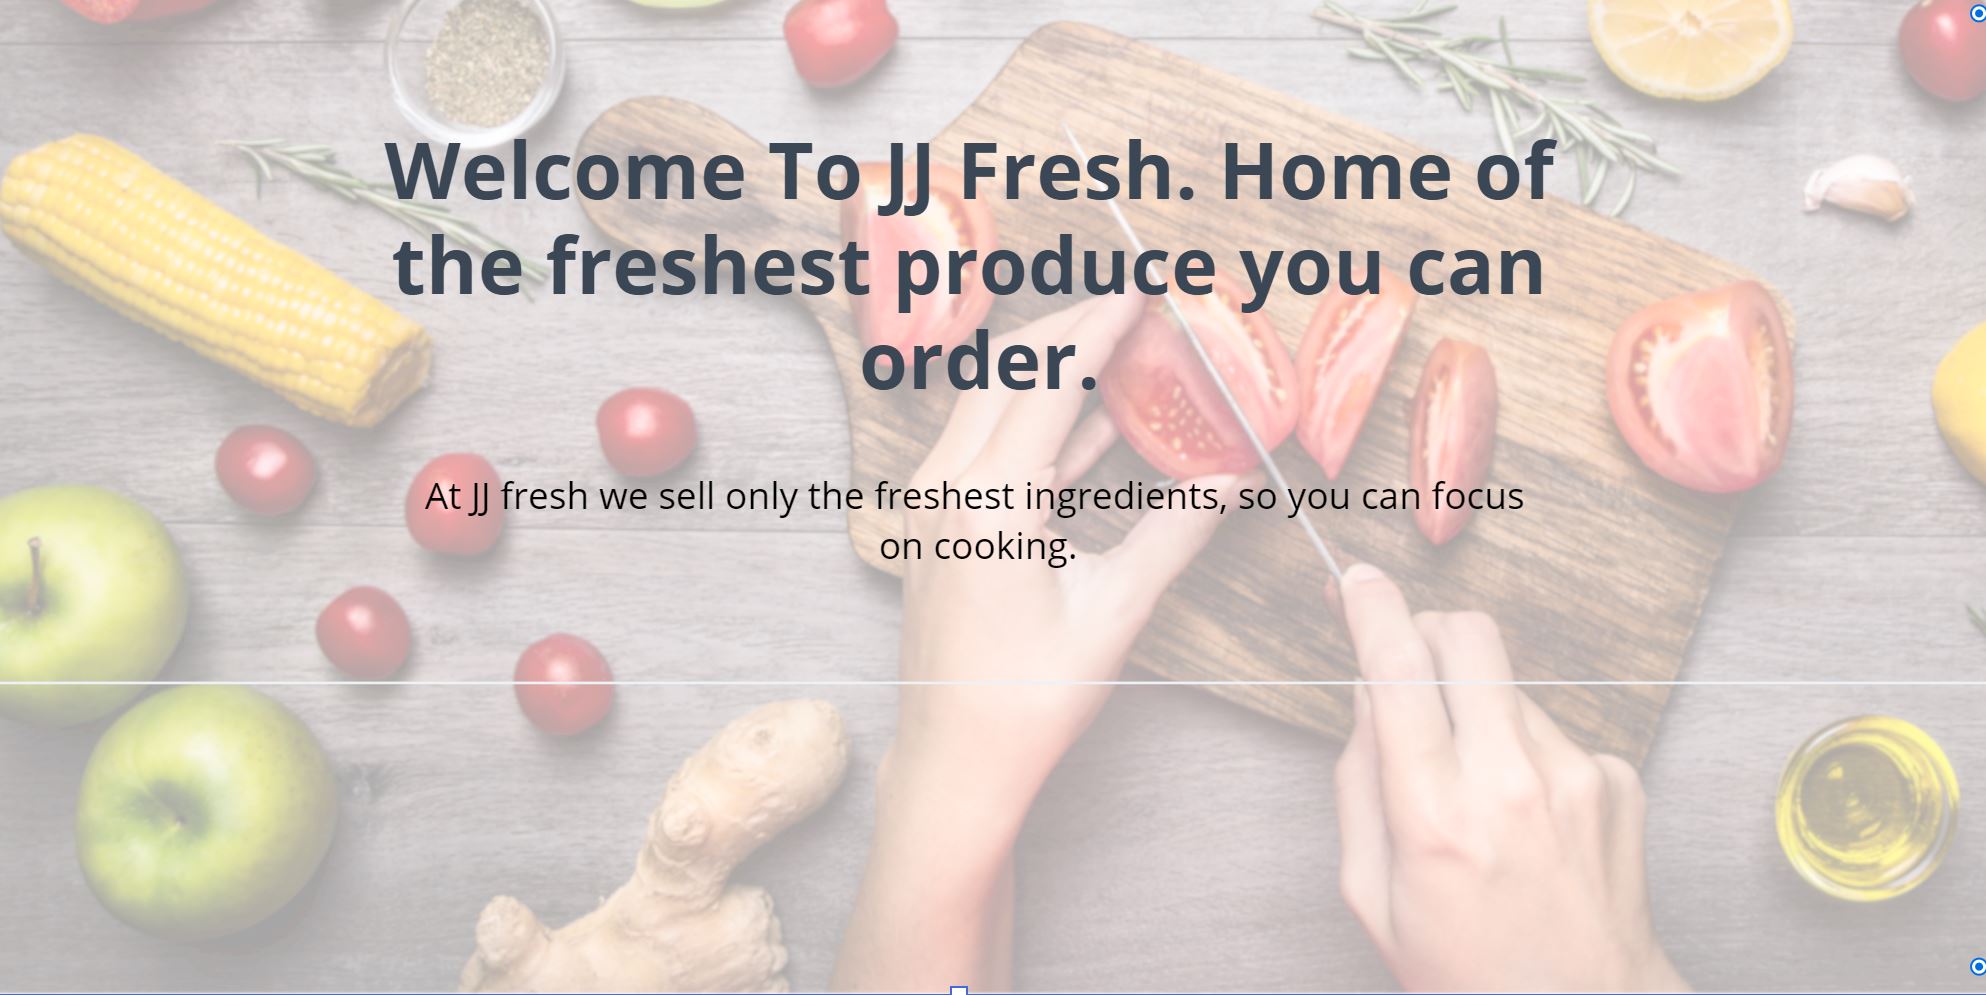 Welcome To JJ Fresh. Home of
the freshest produce you can
order.
At JJ fresh we sell only the freshest ingredients, so you can focus
on cooking.